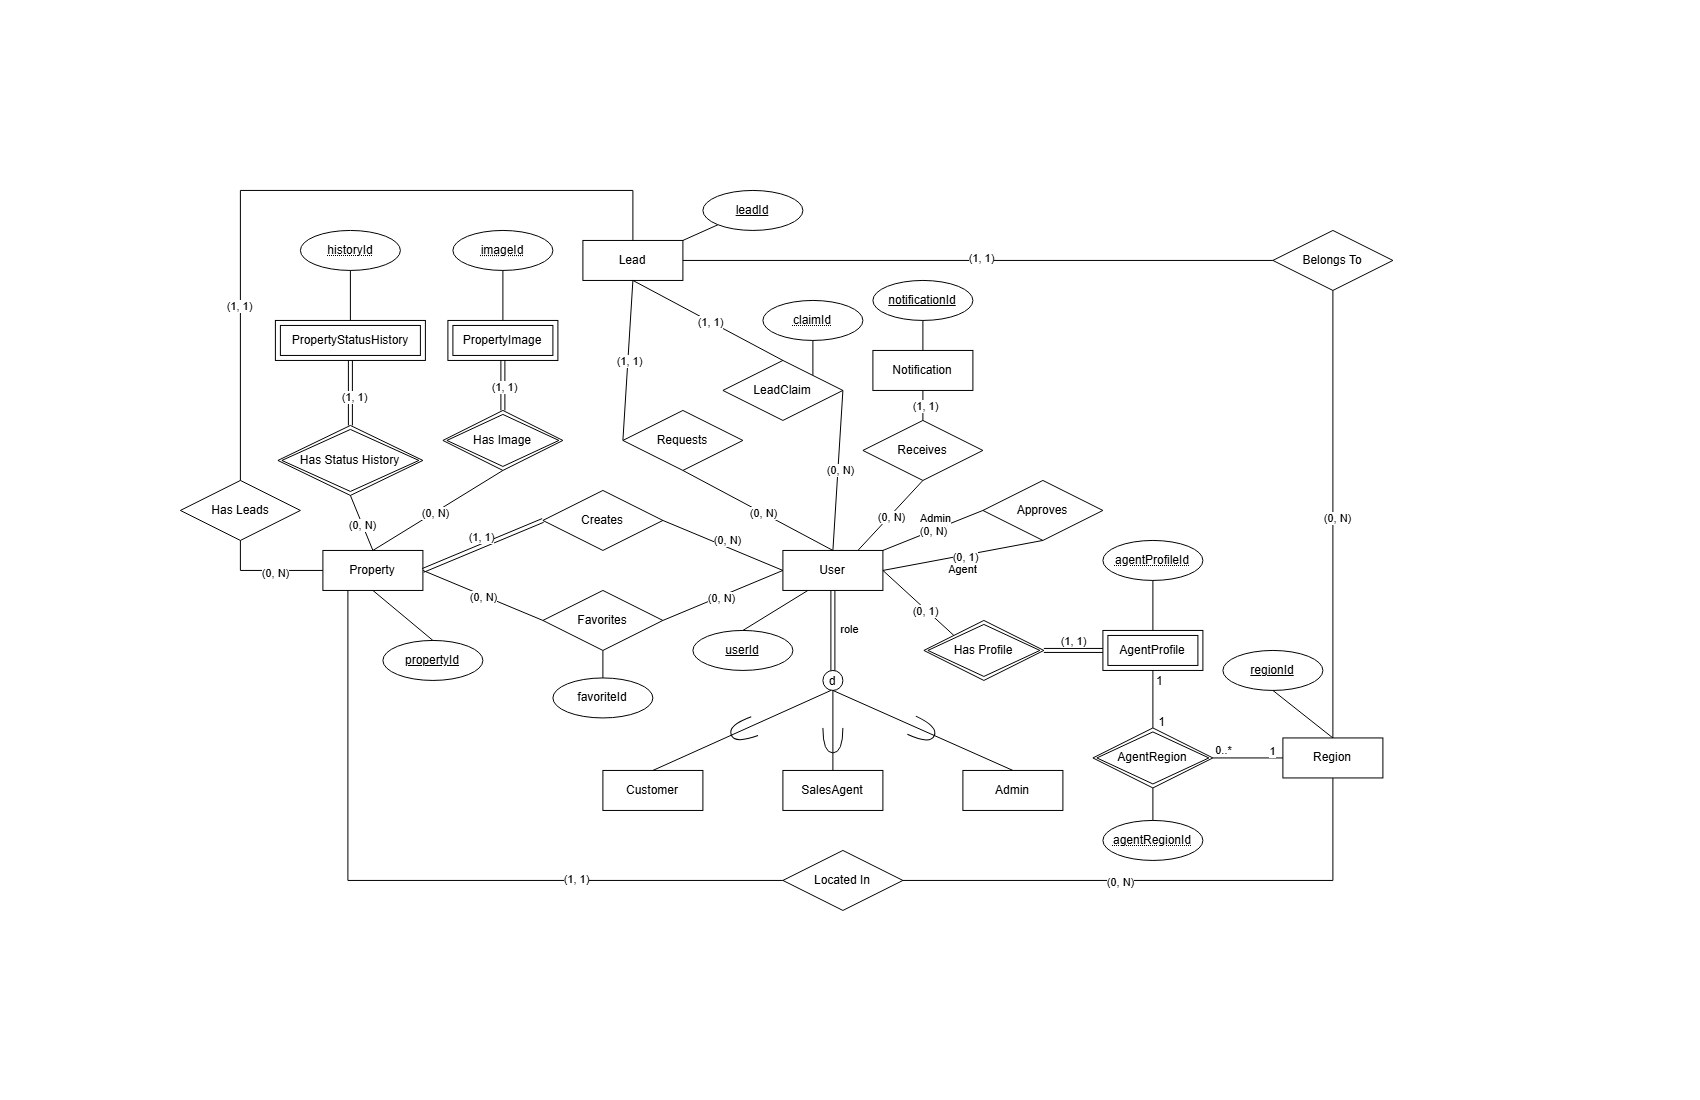 leadId
historyId
imageId
Lead
(1, 1)
Belongs To
notificationId
(1, 1)
claimId
(1, 1)
PropertyStatusHistory
PropertyImage
(1, 1)
Notification
(1, 1)
(1, 1)
LeadClaim
(1, 1)
Requests
Has Image
Receives
Has Status History
(0, N)
Has Leads
(0, N)
(0, N)
(0, N)
(0, N)
Admin
(0, N)
Approves
(0, N)
Creates
(0, N)
(1, 1)
(0, N)
(0, 1)
Agent
agentProfileId
(0, N)
Property
User
(0, N)
(0, N)
(0, 1)
Favorites
role
(1, 1)
Has Profile
AgentProfile
propertyId
userId
regionId
d
1
favoriteId
1
0..*
1
AgentRegion
Region
Customer
SalesAgent
Admin
agentRegionId
(1, 1)
Located In
(0, N)